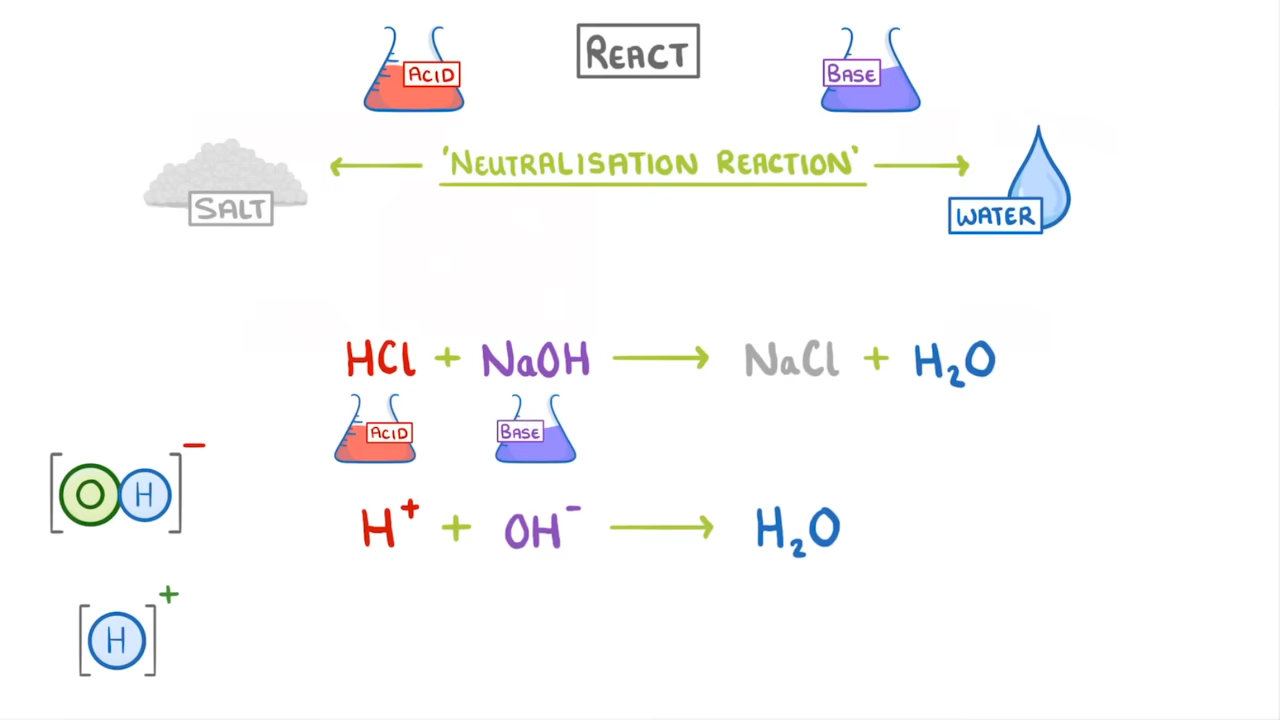 REACT
ACID
BASE
'NEUTRALISATION REACTION'
SALT
WATER
HCl + NaOH → NaCl + H₂O
ACID
BASE
[OH]⁻
H⁺ + OH⁻ → H₂O
[H]⁺